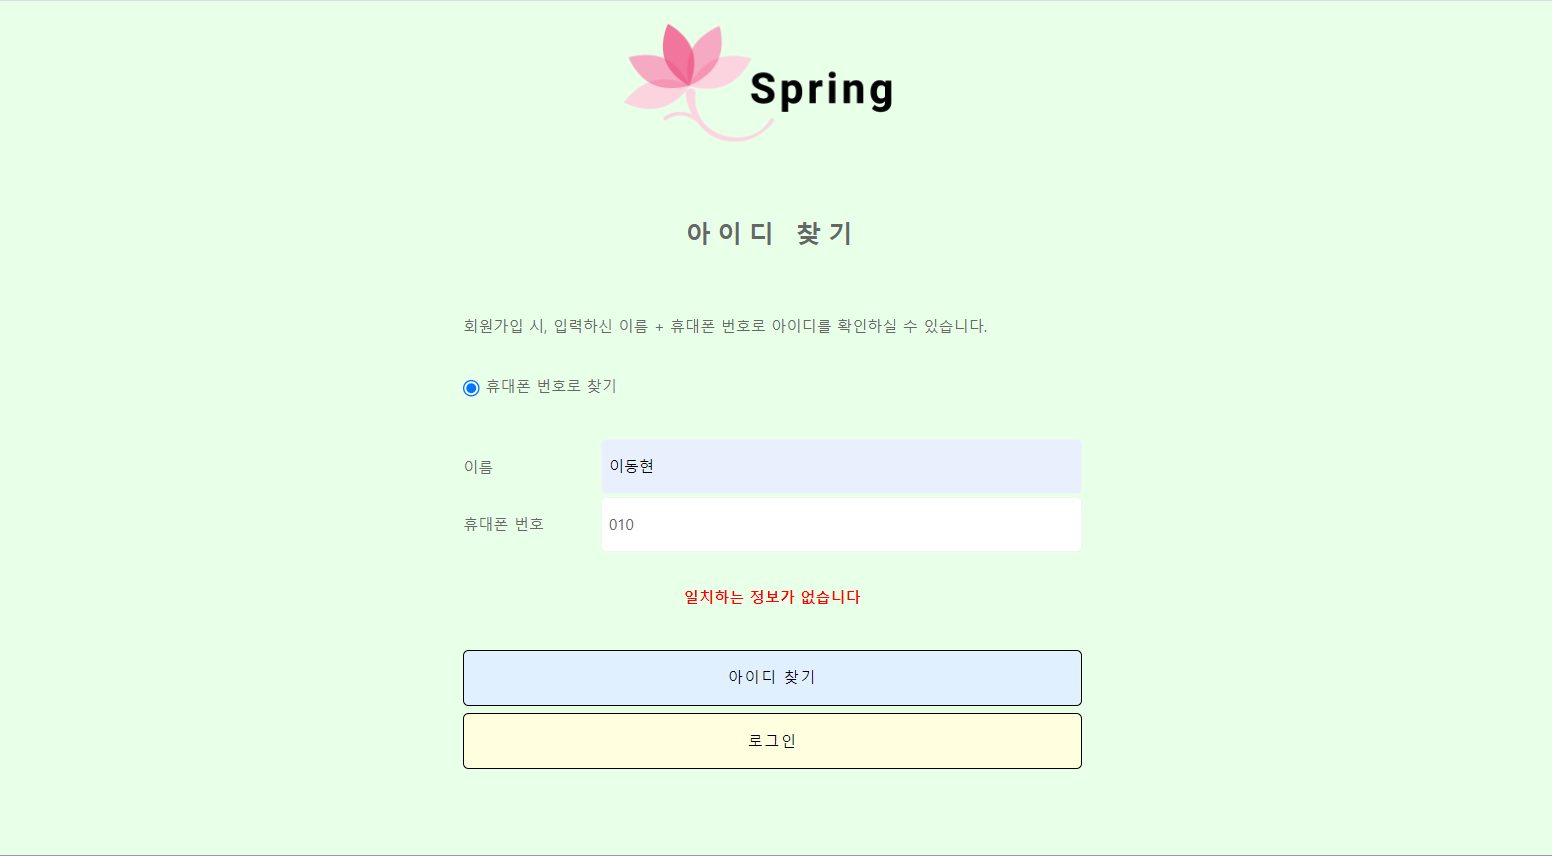 Spring
아이디 찾기
회원가입 시, 입력하신 이름 + 휴대폰 번호로 아이디를 확인하실 수 있습니다.
휴대폰 번호로 찾기
이름 이동현
휴대폰 번호 010
일치하는 정보가 없습니다
아이디 찾기
로그인